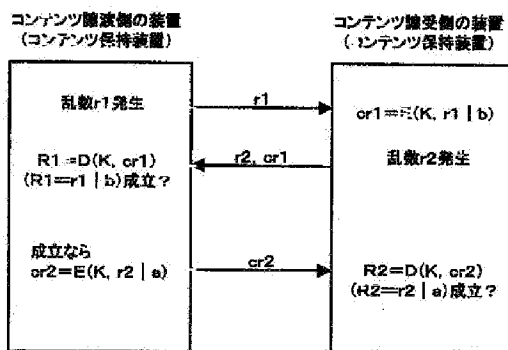 コンテンツ譲渡側の装置
(コンテンツ保持装置)
コンテンツ譲受側の装置
(コンテンツ保持装置)
乱数r1発生
r1
cr1=E(K, r1 | b)
R1=D(K, cr1)
(R1==r1 | b)成立?
r2, cr1
乱数r2発生
成立なら
cr2=E(K, r2 | a)
cr2
R2=D(K, cr2)
(R2==r2 | a)成立?